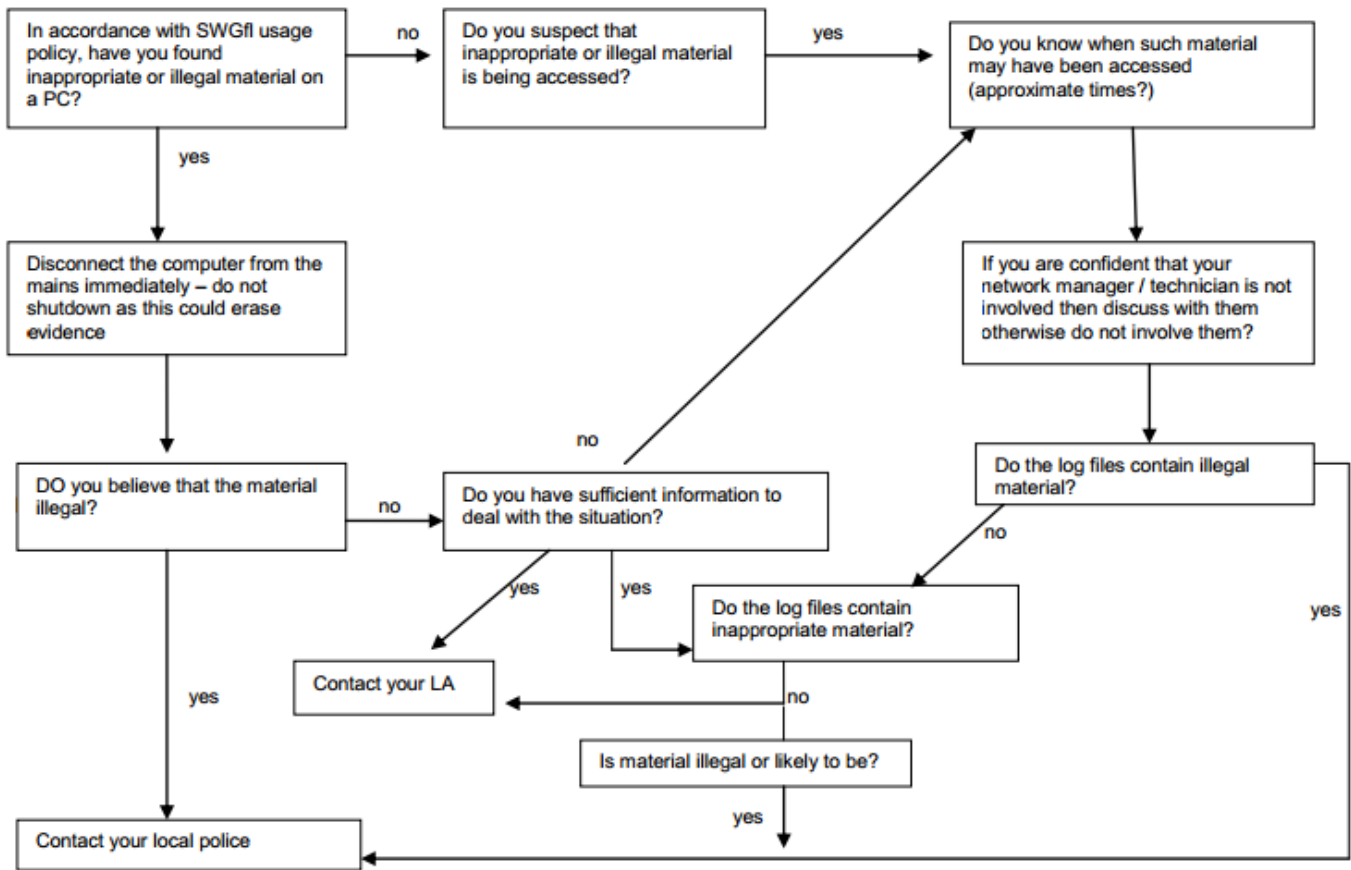 In accordance with SWGfl usage
policy, have you found
inappropriate or illegal material on
a PC?
no
Do you suspect that
inappropriate or illegal material
is being accessed?
yes
Do you know when such material
may have been accessed
(approximate times?)
yes
Disconnect the computer from the
mains immediately – do not
shutdown as this could erase
evidence
If you are confident that your
network manager / technician is not
involved then discuss with them
otherwise do not involve them?
no
DO you believe that the material
illegal?
no
Do you have sufficient information to
deal with the situation?
Do the log files contain illegal
material?
no
yes
yes
Do the log files contain
inappropriate material?
yes
Contact your LA
yes
no
Is material illegal or likely to be?
yes
Contact your local police